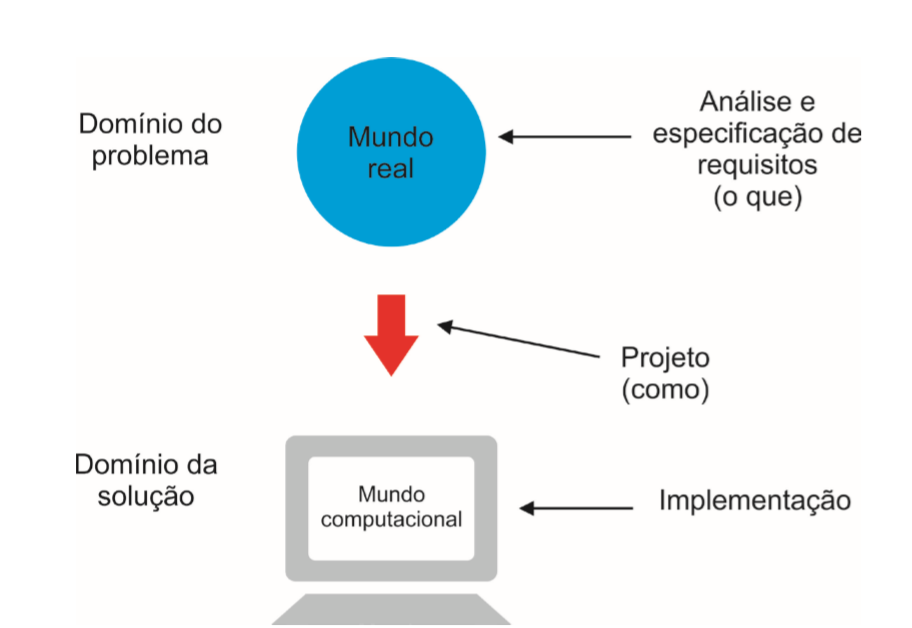 Domínio do
problema
Mundo
real
Análise e
especificação de
requisitos
(o que)
Projeto
(como)
Domínio da
solução
Mundo
computacional
Implementação